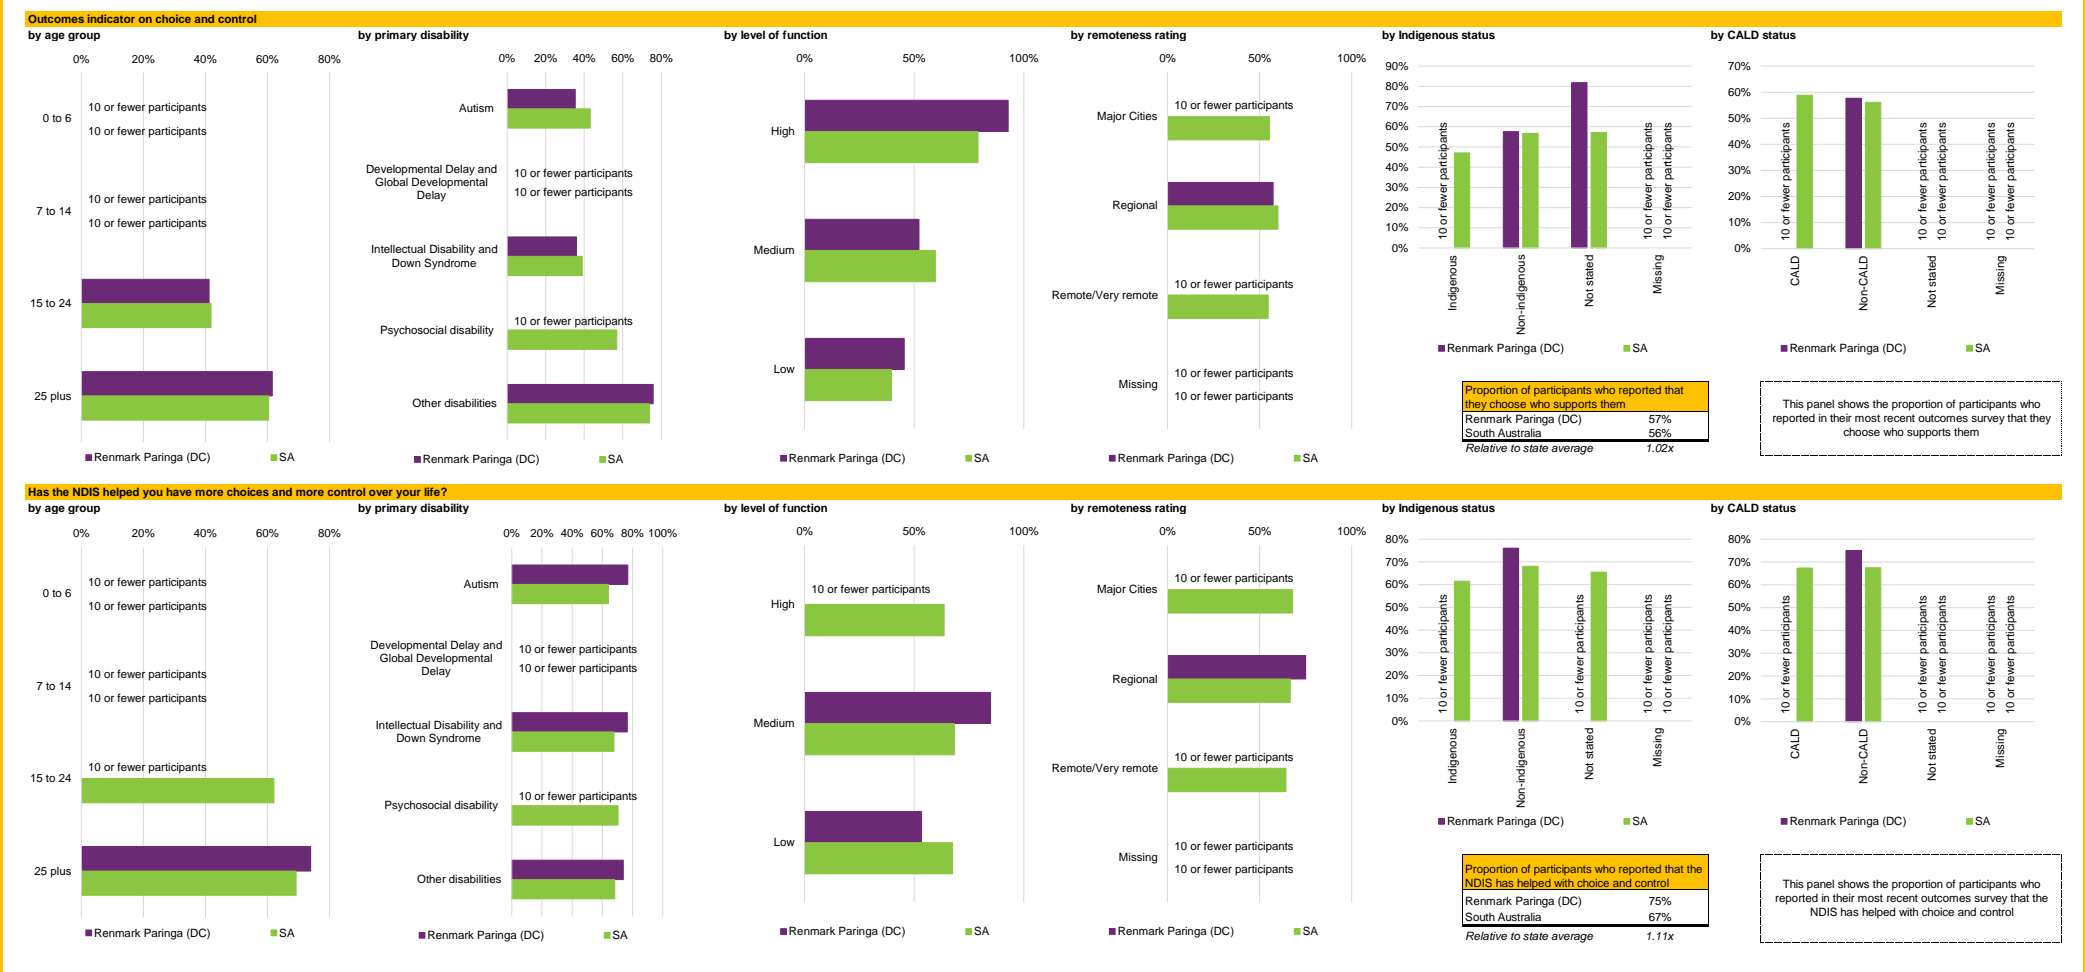 Outcomes indicator on choice and control
by age group
0% 20% 40% 60% 80%
0 to 6
10 or fewer participants
10 or fewer participants
7 to 14
10 or fewer participants
10 or fewer participants
15 to 24
25 plus
Renmark Paringa (DC) SA
by primary disability
0% 20% 40% 60% 80%
Autism
Developmental Delay and
Global Developmental
Delay
10 or fewer participants
10 or fewer participants
Intellectual Disability and
Down Syndrome
Psychosocial disability
10 or fewer participants
Other disabilities
Renmark Paringa (DC) SA
by level of function
0% 50% 100%
High
Medium
Low
Renmark Paringa (DC) SA
by remoteness rating
0% 50% 100%
Major Cities
10 or fewer participants
Regional
Remote/Very remote
10 or fewer participants
Missing
10 or fewer participants
10 or fewer participants
Renmark Paringa (DC) SA
by Indigenous status
90%
80%
70%
60%
50%
40%
30%
20%
10%
0%
10 or fewer participants
10 or fewer participants
10 or fewer participants
Indigenous
Non-indigenous
Not stated
Missing
Renmark Paringa (DC) SA
Proportion of participants who reported that
they choose who supports them
Renmark Paringa (DC) 57%
South Australia 56%
Relative to state average 1.02x
by CALD status
70%
60%
50%
40%
30%
20%
10%
0%
10 or fewer participants
10 or fewer participants
10 or fewer participants
10 or fewer participants
10 or fewer participants
CALD
Non-CALD
Not stated
Missing
Renmark Paringa (DC) SA
This panel shows the proportion of participants who
reported in their most recent outcomes survey that they
choose who supports them
Has the NDIS helped you have more choices and more control over your life?
by age group
0% 20% 40% 60% 80%
0 to 6
10 or fewer participants
10 or fewer participants
7 to 14
10 or fewer participants
10 or fewer participants
15 to 24
10 or fewer participants
25 plus
Renmark Paringa (DC) SA
by primary disability
0% 20% 40% 60% 80% 100%
Autism
Developmental Delay and
Global Developmental
Delay
10 or fewer participants
10 or fewer participants
Intellectual Disability and
Down Syndrome
Psychosocial disability
10 or fewer participants
Other disabilities
Renmark Paringa (DC) SA
by level of function
0% 50% 100%
High
10 or fewer participants
Medium
Low
Renmark Paringa (DC) SA
by remoteness rating
0% 50% 100%
Major Cities
10 or fewer participants
Regional
Remote/Very remote
10 or fewer participants
Missing
10 or fewer participants
10 or fewer participants
Renmark Paringa (DC) SA
by Indigenous status
80%
70%
60%
50%
40%
30%
20%
10%
0%
10 or fewer participants
10 or fewer participants
10 or fewer participants
10 or fewer participants
Indigenous
Non-indigenous
Not stated
Missing
Renmark Paringa (DC) SA
Proportion of participants who reported that the
NDIS has helped with choice and control
Renmark Paringa (DC) 75%
South Australia 67%
Relative to state average 1.11x
by CALD status
80%
70%
60%
50%
40%
30%
20%
10%
0%
10 or fewer participants
10 or fewer participants
10 or fewer participants
10 or fewer participants
10 or fewer participants
CALD
Non-CALD
Not stated
Missing
Renmark Paringa (DC) SA
This panel shows the proportion of participants who
reported in their most recent outcomes survey that the
NDIS has helped with choice and control